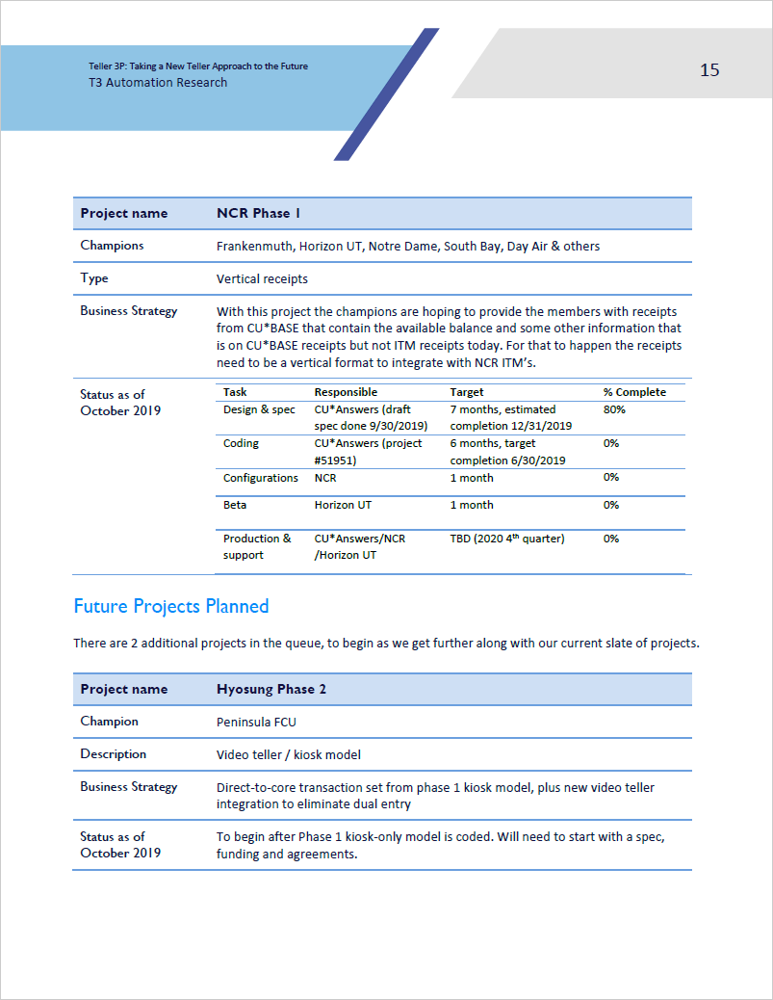 Teller 3P: Taking a New Teller Approach to the Future
T3 Automation Research
15
Project name NCR Phase 1
Champions Frankenmuth, Horizon UT, Notre Dame, South Bay, Day Air & others
Type Vertical receipts
Business Strategy With this project the champions are hoping to provide the members with receipts
from CU*BASE that contain the available balance and some other information that
is on CU*BASE receipts but not ITM receipts today. For that to happen the receipts
need to be a vertical format to integrate with NCR ITM’s.
Status as of
October 2019
Task Responsible Target % Complete
Design & spec CU*Answers (draft 7 months, estimated 80%
spec done 9/30/2019) completion 12/31/2019
Coding CU*Answers (project 6 months, target 0%
#51951) completion 6/30/2019
Configurations NCR 1 month 0%
Beta Horizon UT 1 month 0%
Production & CU*Answers/NCR TBD (2020 4th quarter) 0%
support /Horizon UT
Future Projects Planned
There are 2 additional projects in the queue, to begin as we get further along with our current slate of projects.
Project name Hyosung Phase 2
Champion Peninsula FCU
Description Video teller / kiosk model
Business Strategy Direct-to-core transaction set from phase 1 kiosk model, plus new video teller
integration to eliminate dual entry
Status as of To begin after Phase 1 kiosk-only model is coded. Will need to start with a spec,
October 2019 funding and agreements.